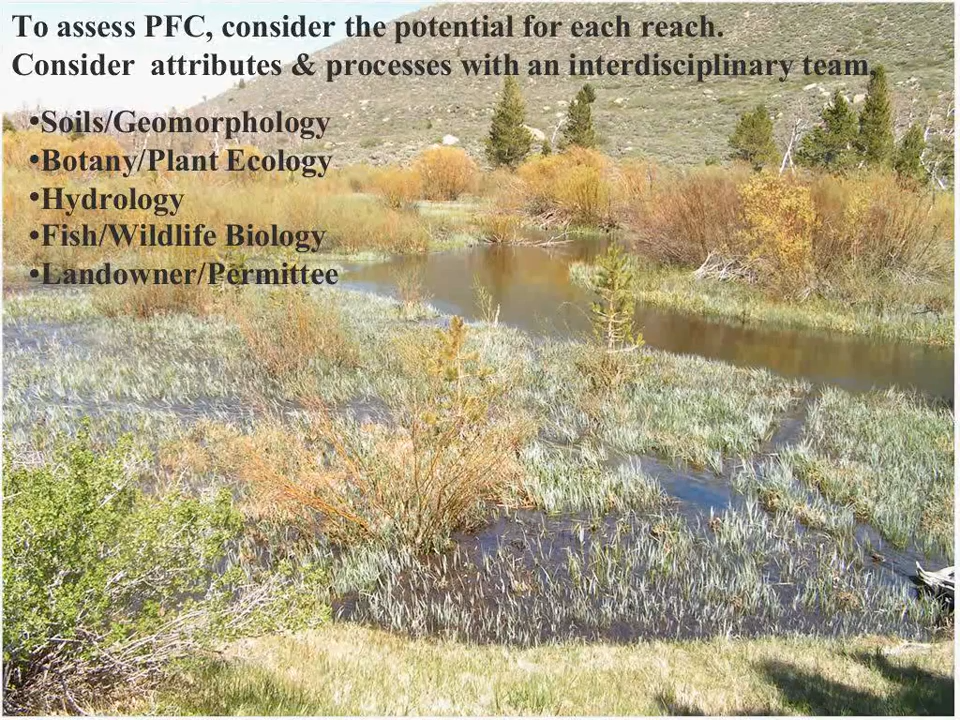 To assess PFC, consider the potential for each reach.
Consider attributes & processes with an interdisciplinary team.
•Soils/Geomorphology
•Botany/Plant Ecology
•Hydrology
•Fish/Wildlife Biology
•Landowner/Permittee